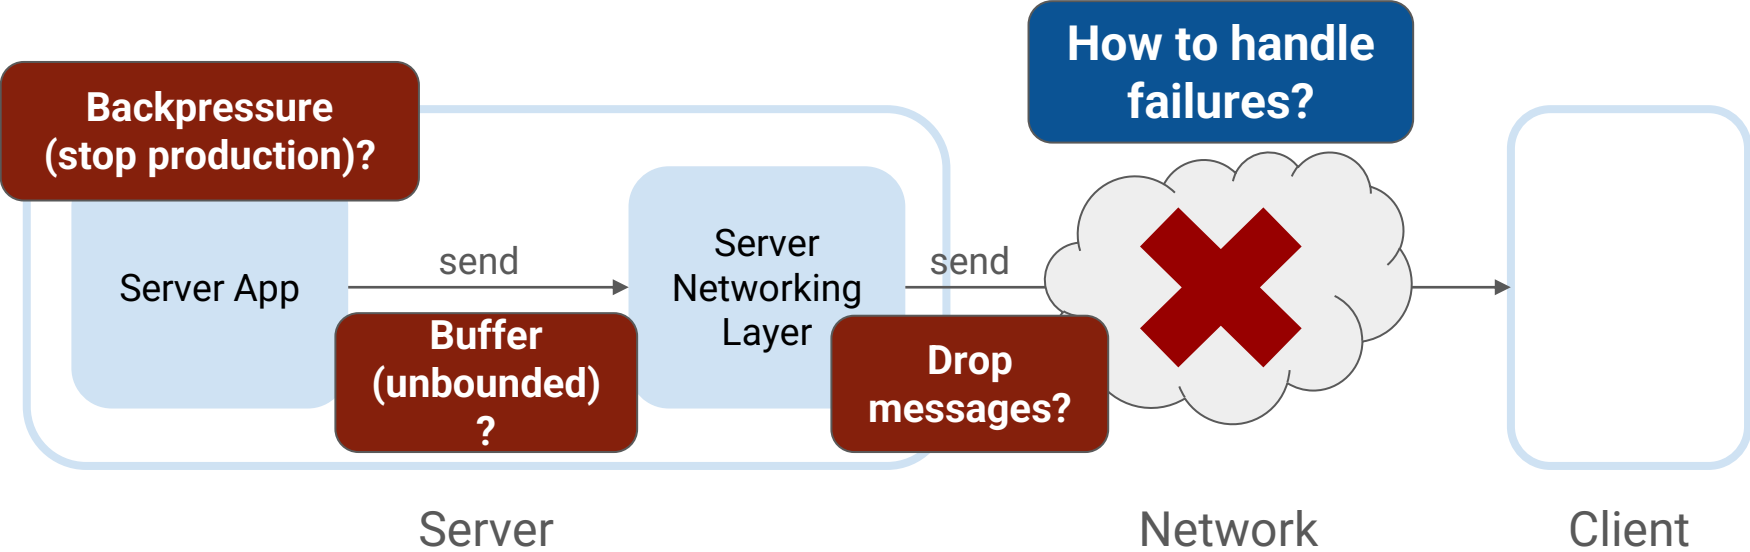 How to handle
failures?
Backpressure
(stop production)?
Server App
send
Server
Networking
Layer
send
Buffer
(unbounded)
?
Drop
messages?
Server
Network
Client